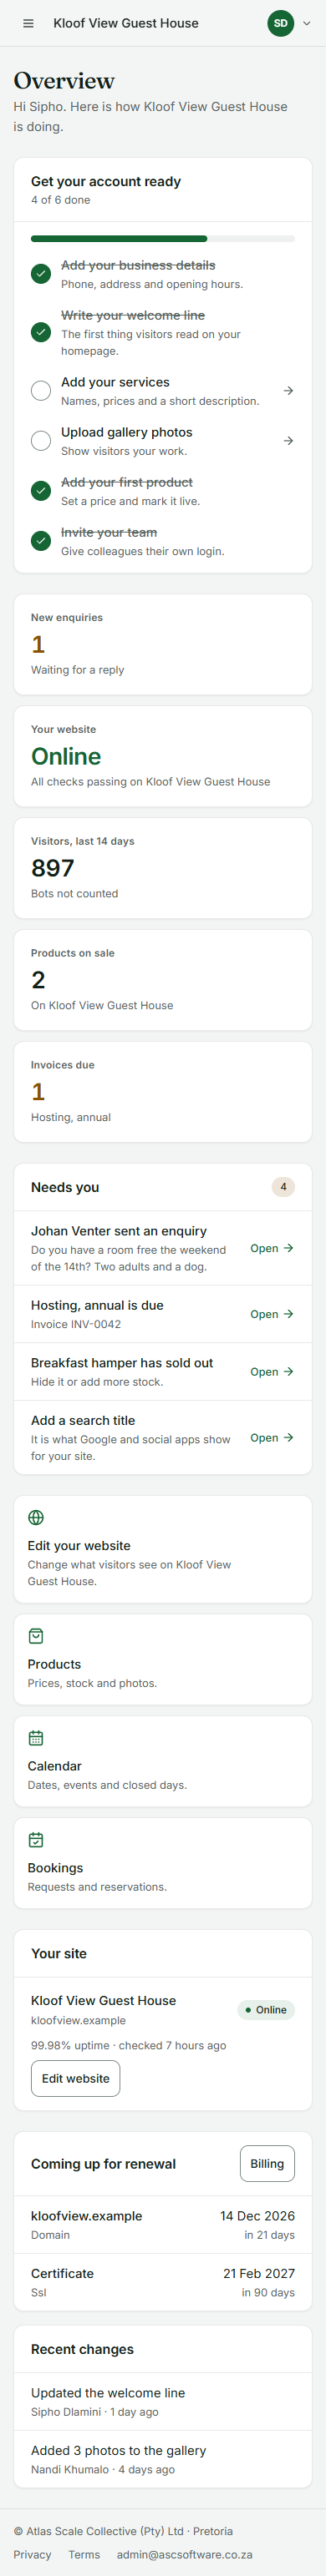 Kloof View Guest House
SD
Overview
Hi Sipho. Here is how Kloof View Guest House
is doing.
Get your account ready
4 of 6 done
Add your business details
Phone, address and opening hours.
Write your welcome line
The first thing visitors read on your
homepage.
Add your services
Names, prices and a short description.
Upload gallery photos
Show visitors your work.
Add your first product
Set a price and mark it live.
Invite your team
Give colleagues their own login.
New enquiries
1
Waiting for a reply
Your website
Online
All checks passing on Kloof View Guest House
Visitors, last 14 days
897
Bots not counted
Products on sale
2
On Kloof View Guest House
Invoices due
1
Hosting, annual
Needs you
4
Johan Venter sent an enquiry
Do you have a room free the weekend
of the 14th? Two adults and a dog.
Open
Hosting, annual is due
Invoice INV-0042
Open
Breakfast hamper has sold out
Hide it or add more stock.
Open
Add a search title
It is what Google and social apps show
for your site.
Open
Edit your website
Change what visitors see on Kloof View
Guest House.
Products
Prices, stock and photos.
Calendar
Dates, events and closed days.
Bookings
Requests and reservations.
Your site
Kloof View Guest House
kloofview.example
Online
99.98% uptime · checked 7 hours ago
Edit website
Coming up for renewal
Billing
kloofview.example
14 Dec 2026
Domain
in 21 days
Certificate
21 Feb 2027
Ssl
in 90 days
Recent changes
Updated the welcome line
Sipho Dlamini · 1 day ago
Added 3 photos to the gallery
Nandi Khumalo · 4 days ago
© Atlas Scale Collective (Pty) Ltd · Pretoria
Privacy
Terms
admin@ascsoftware.co.za